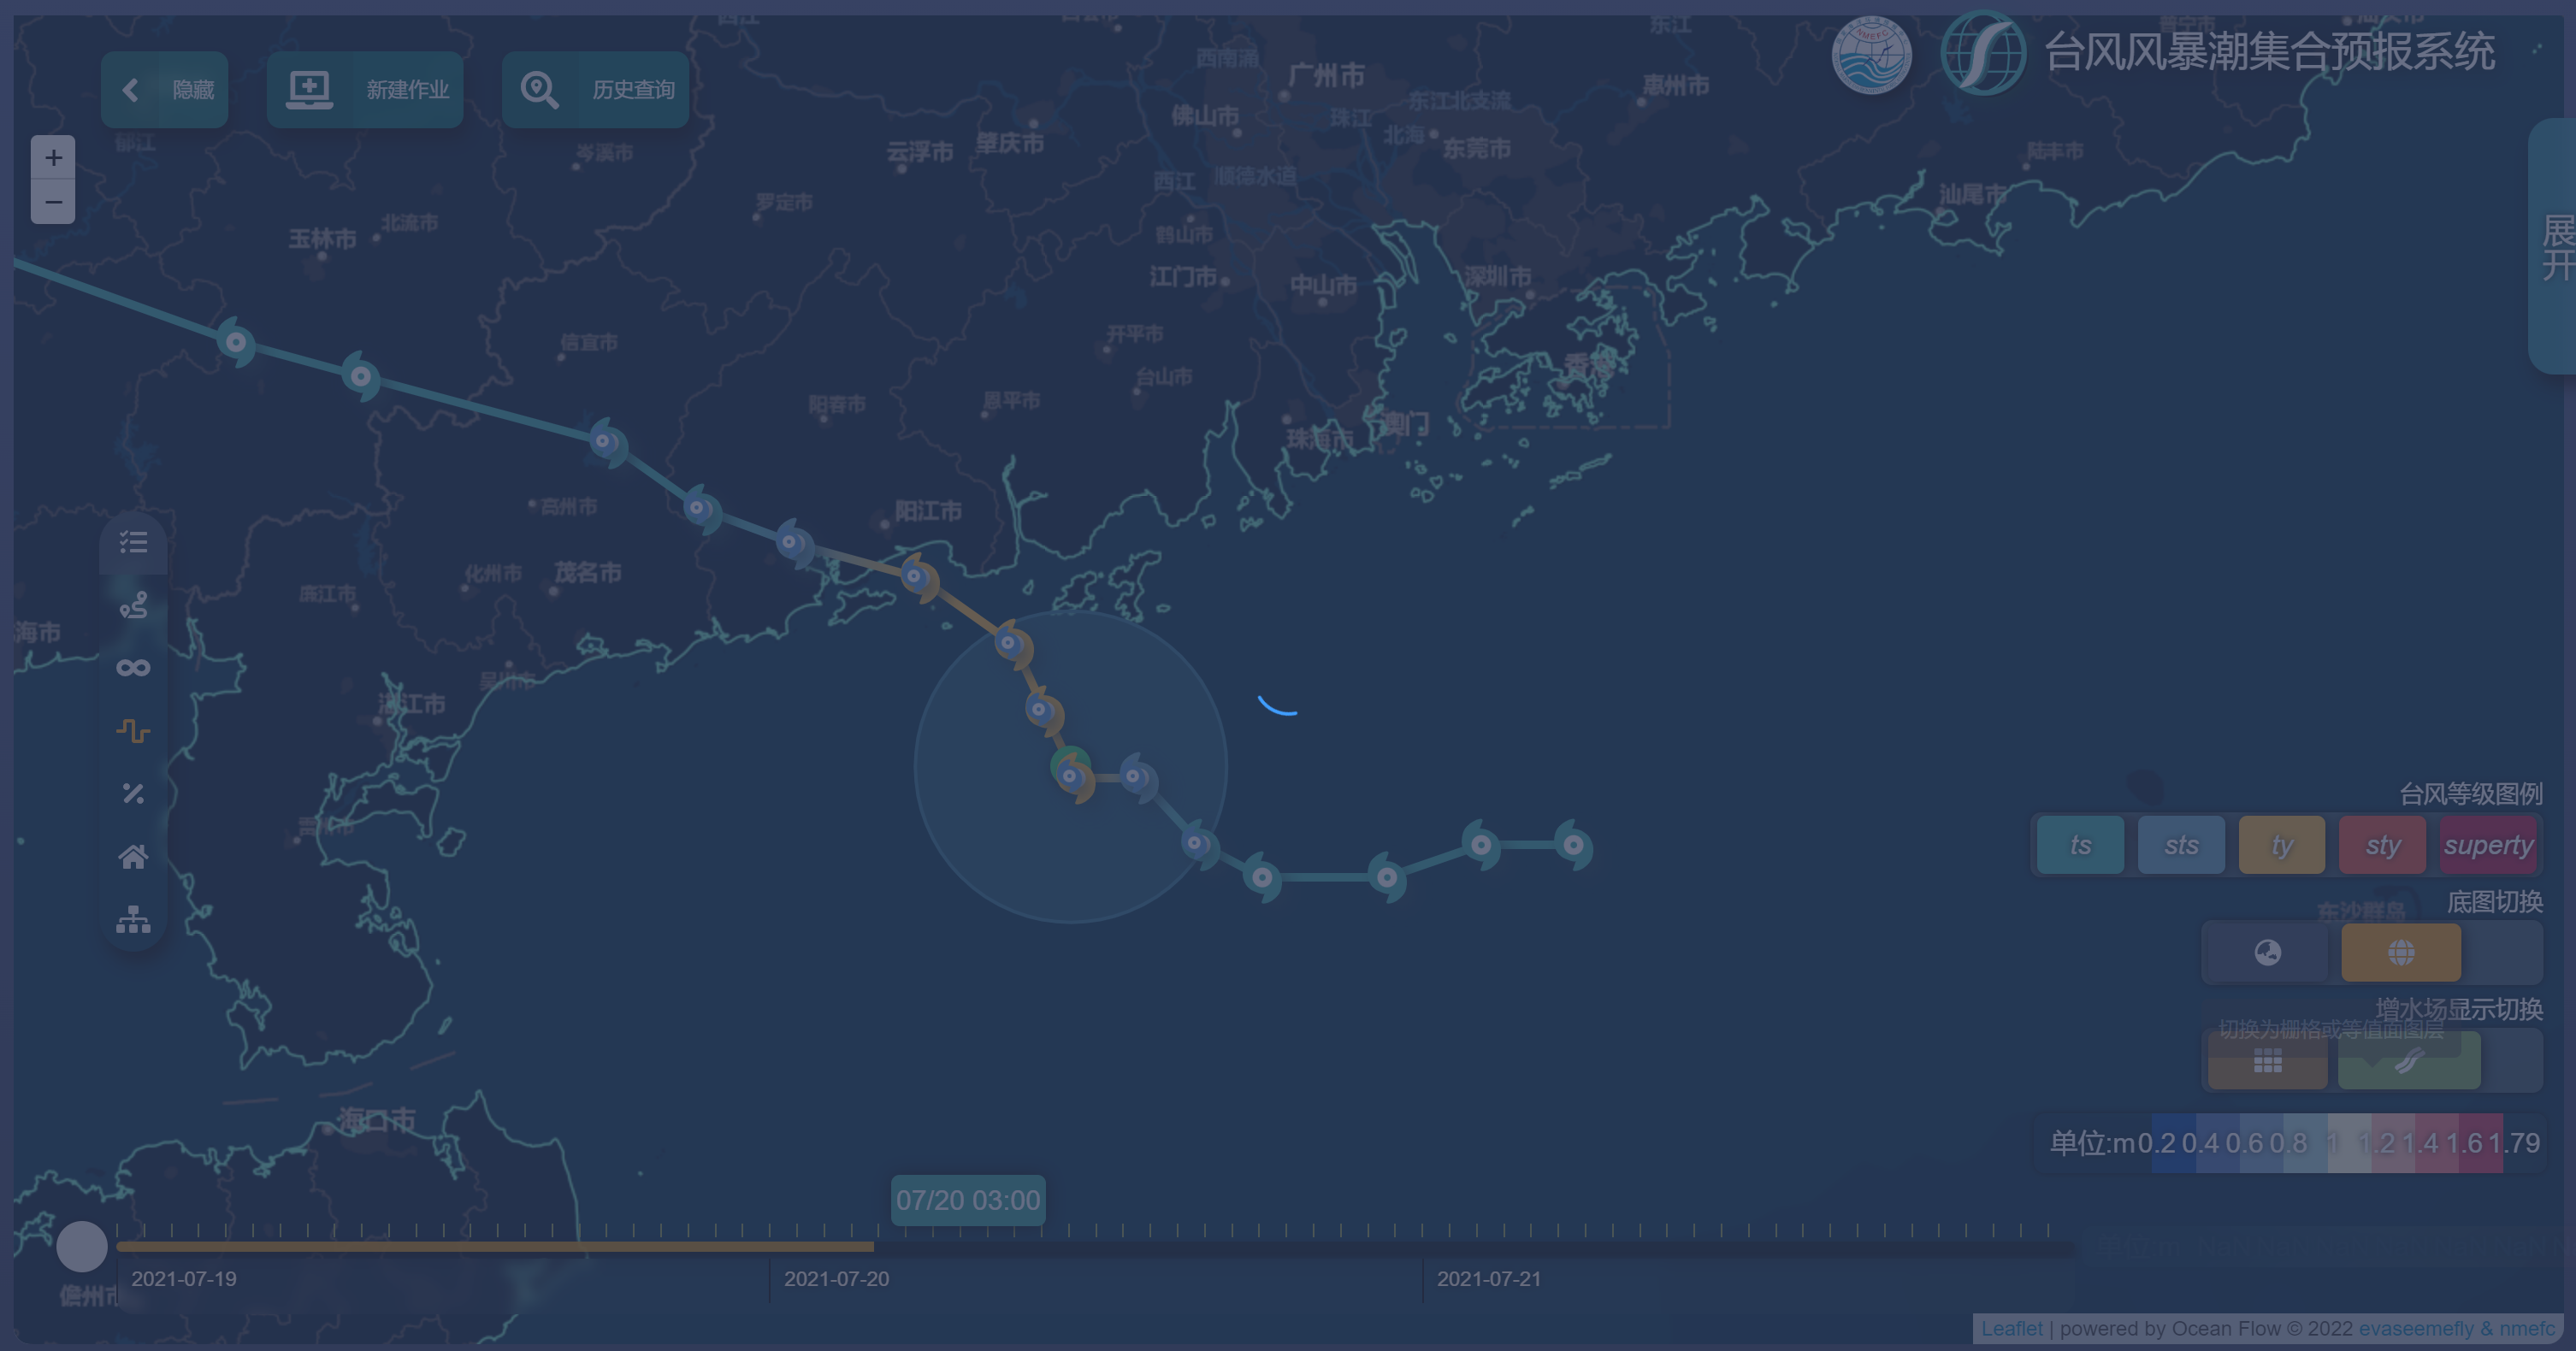 台风风暴潮集合预报系统
隐藏
新建作业
历史查询
展开
+
−
NMEFC
西江
东江
普宁市
西南涌
广州市
惠州市
东江北支流
佛山市
珠江
北海
东莞市
郁江
岑溪市
云浮市
肇庆市
陆丰市
西江
顺德水道
汕尾市
罗定市
北流市
玉林市
鹤山市
江门市
中山市
深圳市
信宜市
开平市
香港
台山市
阳春市
恩平市
澳门
珠海市
高州市
阳江市
化州市
茂名市
廉江市
海市
吴川市
湛江市
雷州市
东沙群岛
海口市
儋州市
台风等级图例
ts sts ty sty superty
底图切换
增水场显示切换
切换为栅格或等值面图层
单位:m 0.2 0.4 0.6 0.8 1 1.2 1.4 1.6 1.79
07/20 03:00
2021-07-19
2021-07-20
2021-07-21
Leaflet | powered by Ocean Flow © 2022 evaseemefly & nmefc